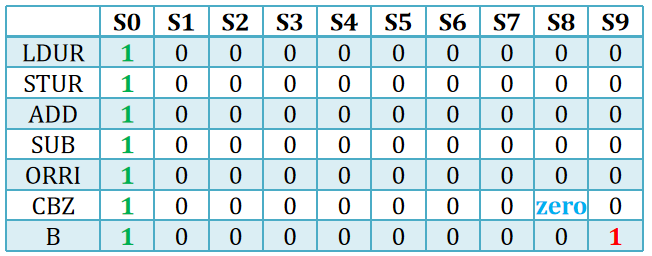 S0 S1 S2 S3 S4 S5 S6 S7 S8 S9
LDUR 1 0 0 0 0 0 0 0 0 0
STUR 1 0 0 0 0 0 0 0 0 0
ADD 1 0 0 0 0 0 0 0 0 0
SUB 1 0 0 0 0 0 0 0 0 0
ORRI 1 0 0 0 0 0 0 0 0 0
CBZ 1 0 0 0 0 0 0 0 zero 0
B 1 0 0 0 0 0 0 0 0 1